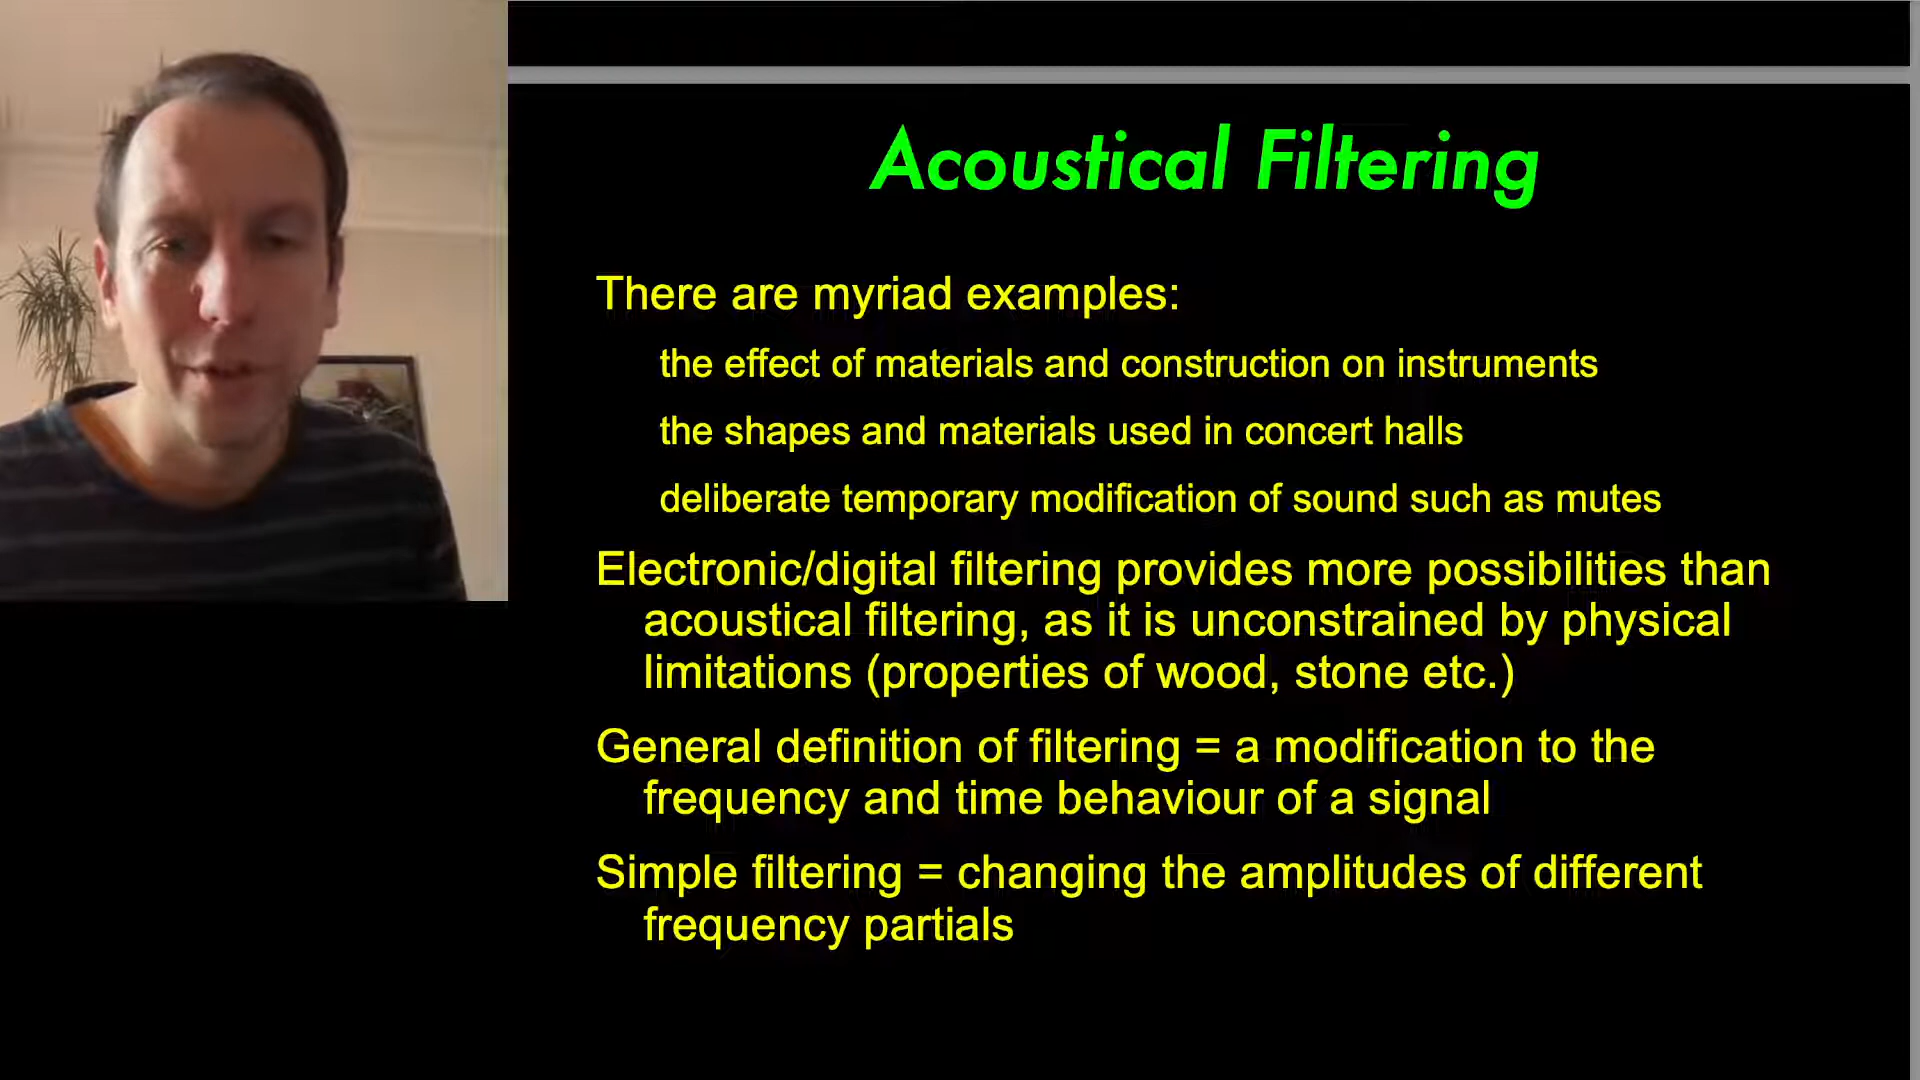 Acoustical Filtering
There are myriad examples:
the effect of materials and construction on instruments
the shapes and materials used in concert halls
deliberate temporary modification of sound such as mutes
Electronic/digital filtering provides more possibilities than
acoustical filtering, as it is unconstrained by physical
limitations (properties of wood, stone etc.)
General definition of filtering = a modification to the
frequency and time behaviour of a signal
Simple filtering = changing the amplitudes of different
frequency partials